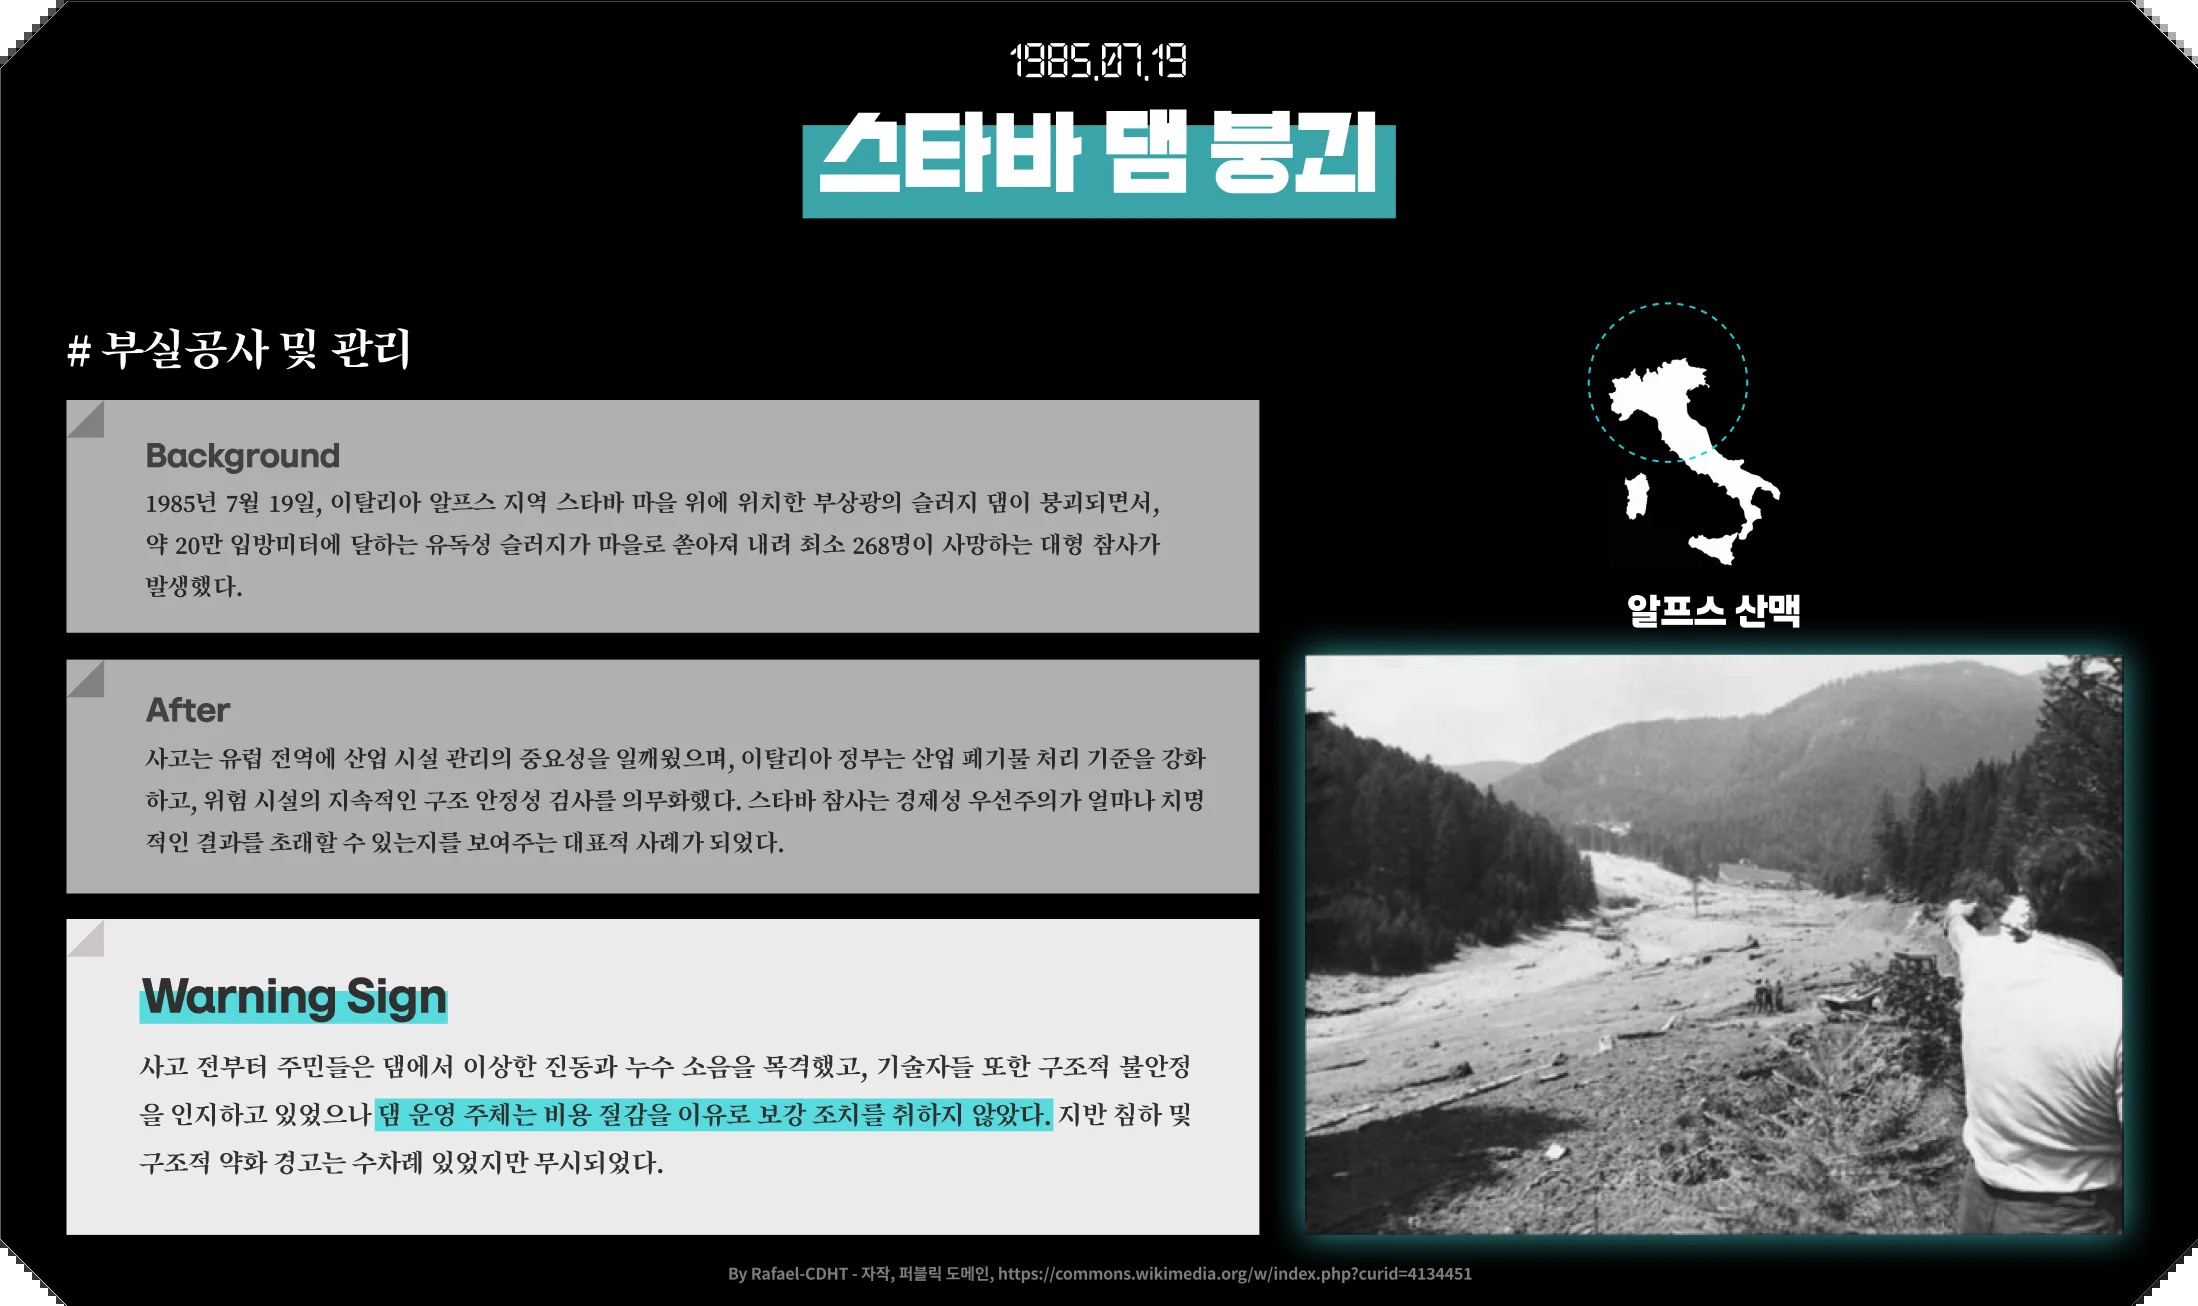 1985.07.19
스타바 댐 붕괴
# 부실공사 및 관리
Background
1985년 7월 19일, 이탈리아 알프스 지역 스타바 마을 위에 위치한 부상광의 슬러지 댐이 붕괴되면서,
약 20만 입방미터에 달하는 유독성 슬러지가 마을로 쏟아져 내려 최소 268명이 사망하는 대형 참사가
발생했다.
After
사고는 유럽 전역에 산업 시설 관리의 중요성을 일깨웠으며, 이탈리아 정부는 산업 폐기물 처리 기준을 강화
하고, 위험 시설의 지속적인 구조 안정성 검사를 의무화했다. 스타바 참사는 경제성 우선주의가 얼마나 치명
적인 결과를 초래할 수 있는지를 보여주는 대표적 사례가 되었다.
Warning Sign
사고 전부터 주민들은 댐에서 이상한 진동과 누수 소음을 목격했고, 기술자들 또한 구조적 불안정
을 인지하고 있었으나 댐 운영 주체는 비용 절감을 이유로 보강 조치를 취하지 않았다. 지반 침하 및
구조적 약화 경고는 수차례 있었지만 무시되었다.
알프스 산맥
By Rafael-CDHT - 자작, 퍼블릭 도메인, https://commons.wikimedia.org/w/index.php?curid=4134451